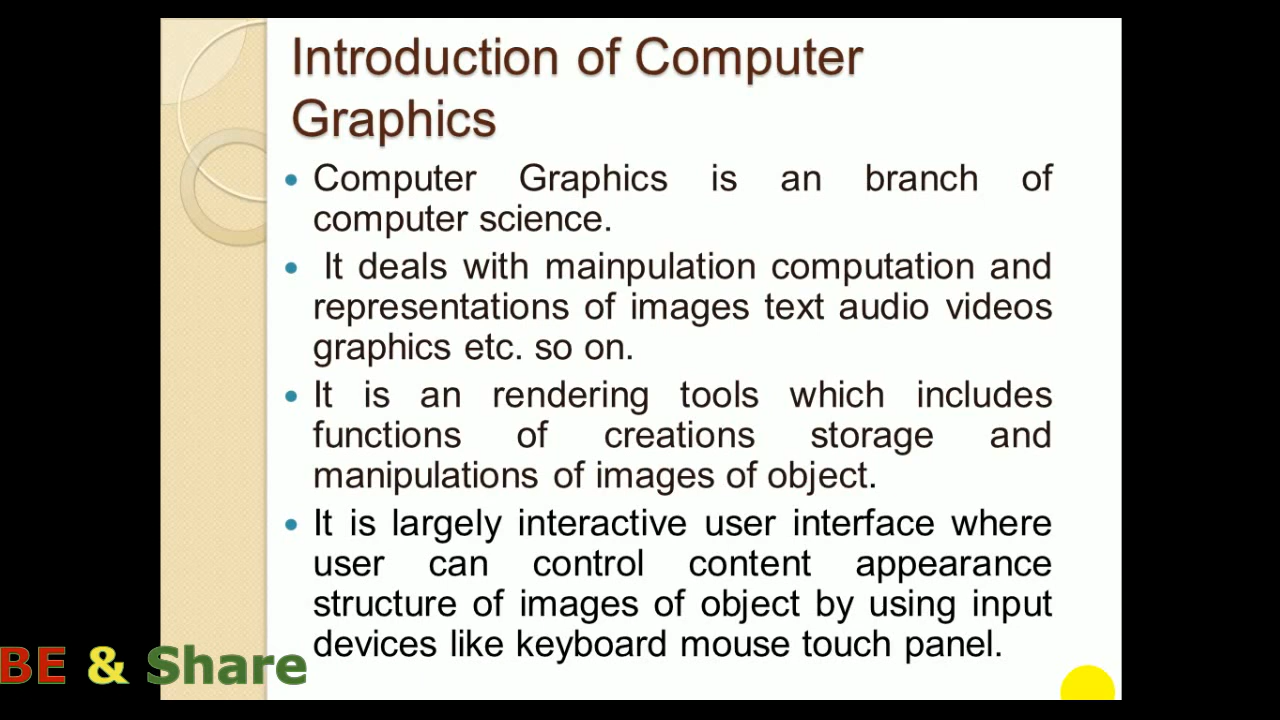 Introduction of Computer
Graphics
• Computer Graphics is an branch of
computer science.
• It deals with mainpulation computation and
representations of images text audio videos
graphics etc. so on.
• It is an rendering tools which includes
functions of creations storage and
manipulations of images of object.
• It is largely interactive user interface where
user can control content appearance
structure of images of object by using input
devices like keyboard mouse touch panel.
BE & Share